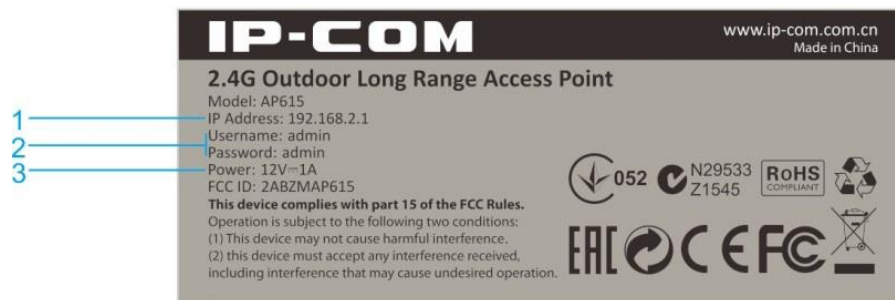 IP-COM
www.ip-com.com.cn
Made in China
2.4G Outdoor Long Range Access Point
Model: AP615
1
IP Address: 192.168.2.1
2
Username: admin
Password: admin
3
Power: 12V⎓1A
FCC ID: 2ABZMAP615
This device complies with part 15 of the FCC Rules.
Operation is subject to the following two conditions:
(1) This device may not cause harmful interference.
(2) this device must accept any interference received,
including interference that may cause undesired operation.
052
N29533
Z1545
RoHS
COMPLIANT
EAC
CE
FC